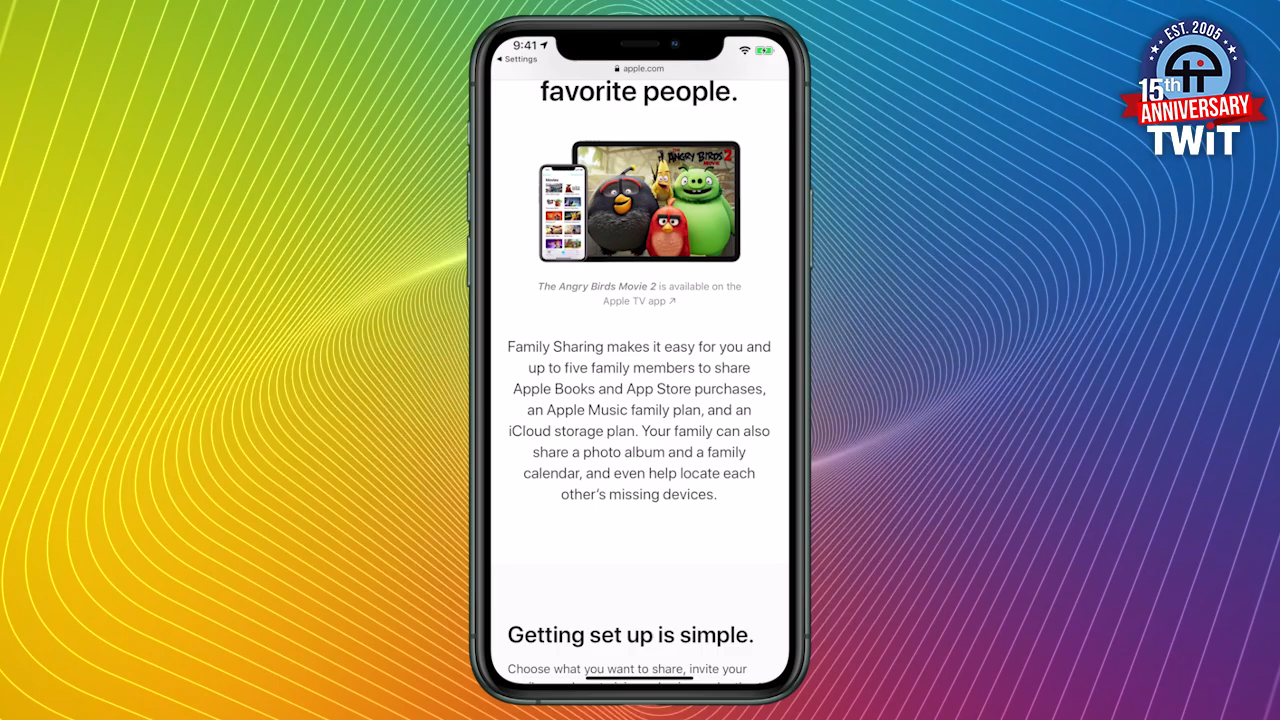 9:41
Settings
apple.com
favorite people.
Movies
THE
ANGRY BIRDS 2
MOVIE
The Angry Birds Movie 2 is available on the
Apple TV app ↗
Family Sharing makes it easy for you and
up to five family members to share
Apple Books and App Store purchases,
an Apple Music family plan, and an
iCloud storage plan. Your family can also
share a photo album and a family
calendar, and even help locate each
other’s missing devices.
Getting set up is simple.
Choose what you want to share, invite your
EST. 2005
15th
ANNIVERSARY
TWiT